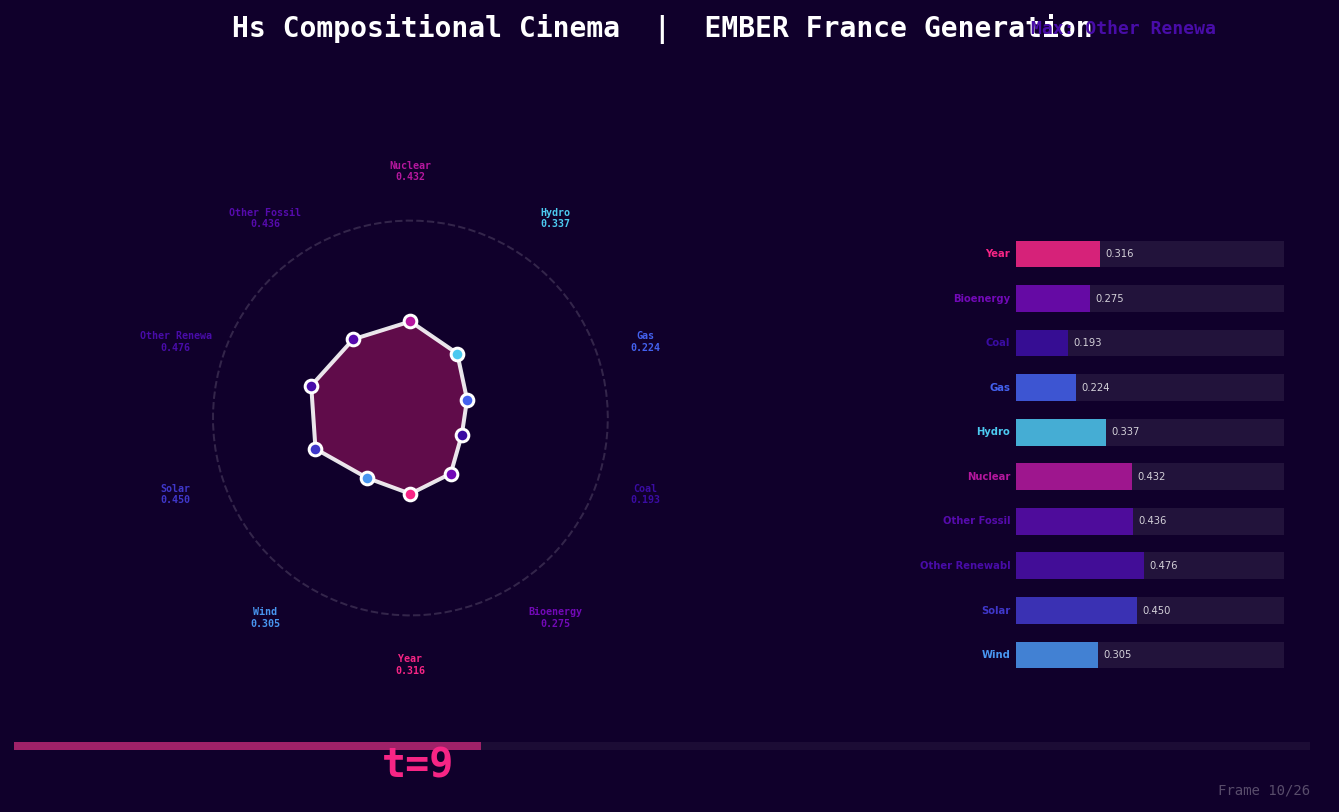 Hs Compositional Cinema | EMBER France Generation
Max: Other Renewa
Nuclear
0.432
Other Fossil
0.436
Hydro
0.337
Other Renewa
0.476
Gas
0.224
Solar
0.450
Coal
0.193
Wind
0.305
Bioenergy
0.275
Year
0.316
Year 0.316
Bioenergy 0.275
Coal 0.193
Gas 0.224
Hydro 0.337
Nuclear 0.432
Other Fossil 0.436
Other Renewabl 0.476
Solar 0.450
Wind 0.305
t=9
Frame 10/26